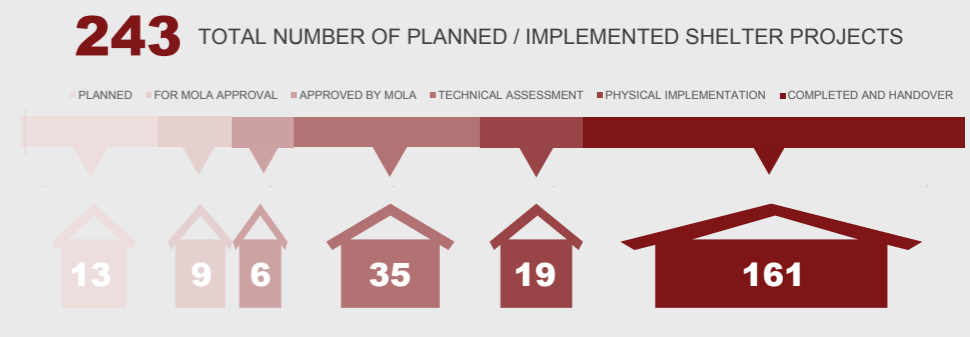 243 TOTAL NUMBER OF PLANNED / IMPLEMENTED SHELTER PROJECTS
PLANNED FOR MOLA APPROVAL APPROVED BY MOLA TECHNICAL ASSESSMENT PHYSICAL IMPLEMENTATION COMPLETED AND HANDOVER
13 9 6 35 19 161